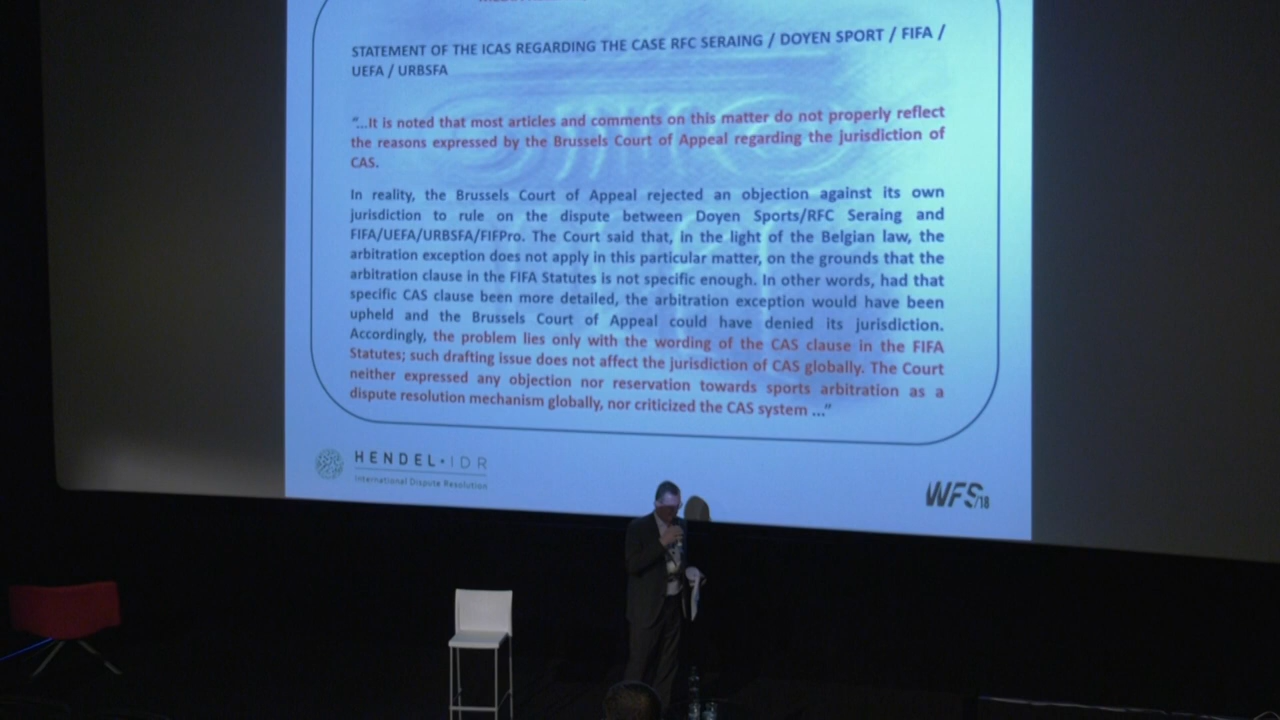 STATEMENT OF THE ICAS REGARDING THE CASE RFC SERAING / DOYEN SPORT / FIFA /
UEFA / URBSFA
"...It is noted that most articles and comments on this matter do not properly reflect
the reasons expressed by the Brussels Court of Appeal regarding the jurisdiction of
CAS.
In reality, the Brussels Court of Appeal rejected an objection against its own
jurisdiction to rule on the dispute between Doyen Sports/RFC Seraing and
FIFA/UEFA/URBSFA/FIFPro. The Court said that, in the light of the Belgian law, the
arbitration exception does not apply in this particular matter, on the grounds that the
arbitration clause in the FIFA Statutes is not specific enough. In other words, had that
specific CAS clause been more detailed, the arbitration exception would have been
upheld and the Brussels Court of Appeal could have denied its jurisdiction.
Accordingly, the problem lies only with the wording of the CAS clause in the FIFA
Statutes; such drafting issue does not affect the jurisdiction of CAS globally. The Court
neither expressed any objection nor reservation towards sports arbitration as a
dispute resolution mechanism globally, nor criticized the CAS system ..."
HENDEL • IDR
International Dispute Resolution
WFS/18